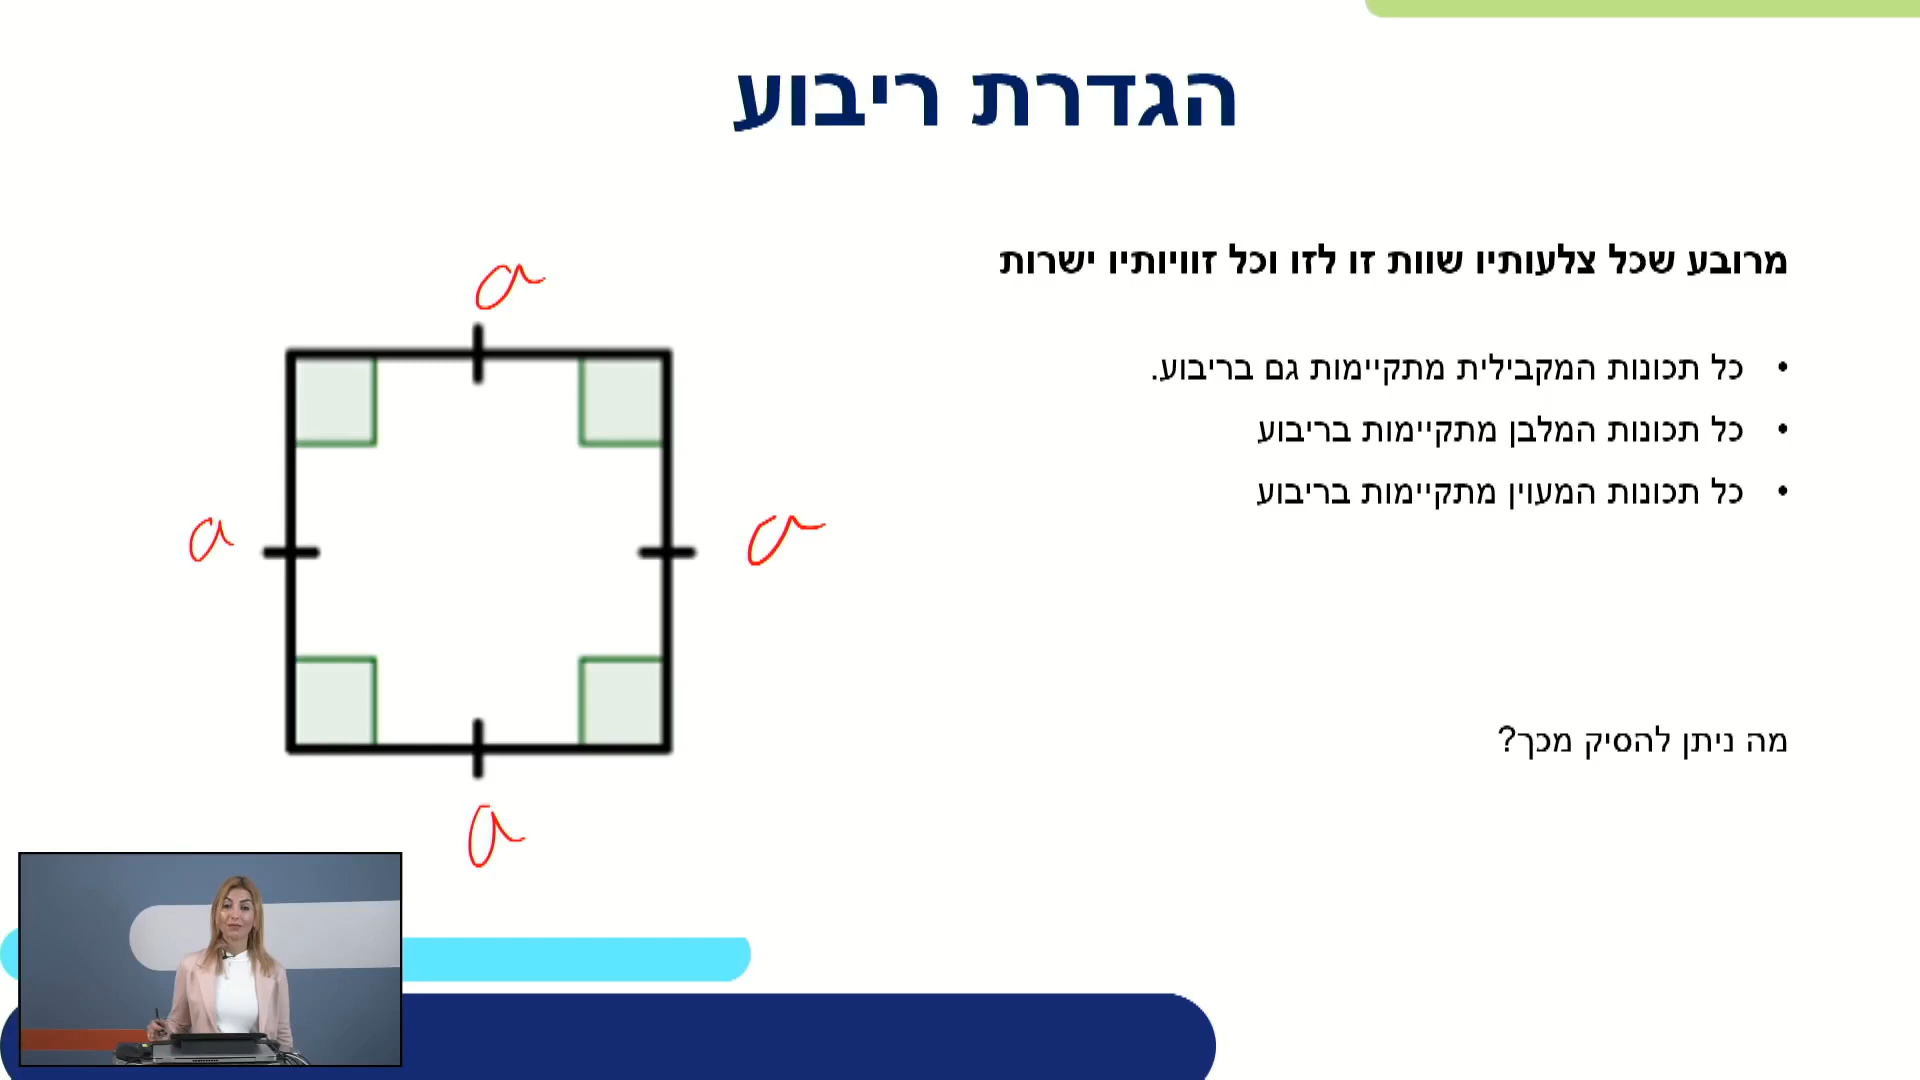 הגדרת ריבוע
מרובע שכל צלעותיו שוות זו לזו וכל זוויותיו ישרות
• כל תכונות המקבילית מתקיימות גם בריבוע.
• כל תכונות המלבן מתקיימות בריבוע
• כל תכונות המעוין מתקיימות בריבוע
מה ניתן להסיק מכך?
a
a
a
a